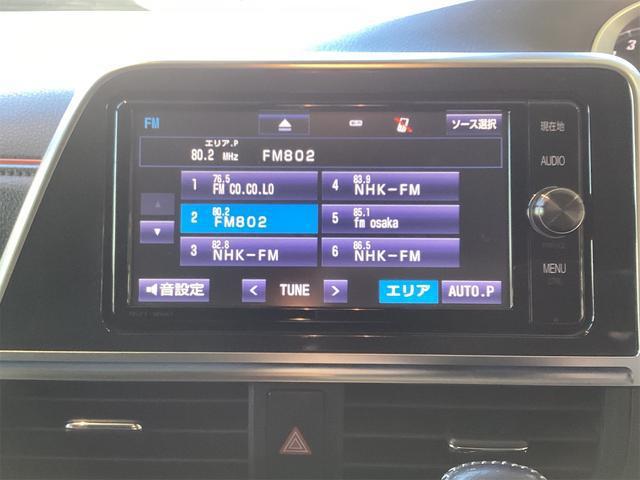 FM
ソース選択
エリア.P
80.2 MHz FM802
1 76.5 FM CO.CO.LO
4 83.9 NHK-FM
2 80.2 FM802
5 85.1 fm osaka
3 82.8 NHK-FM
6 86.5 NHK-FM
音設定
< TUNE >
エリア
AUTO.P
現在地
AUDIO
MENU
3